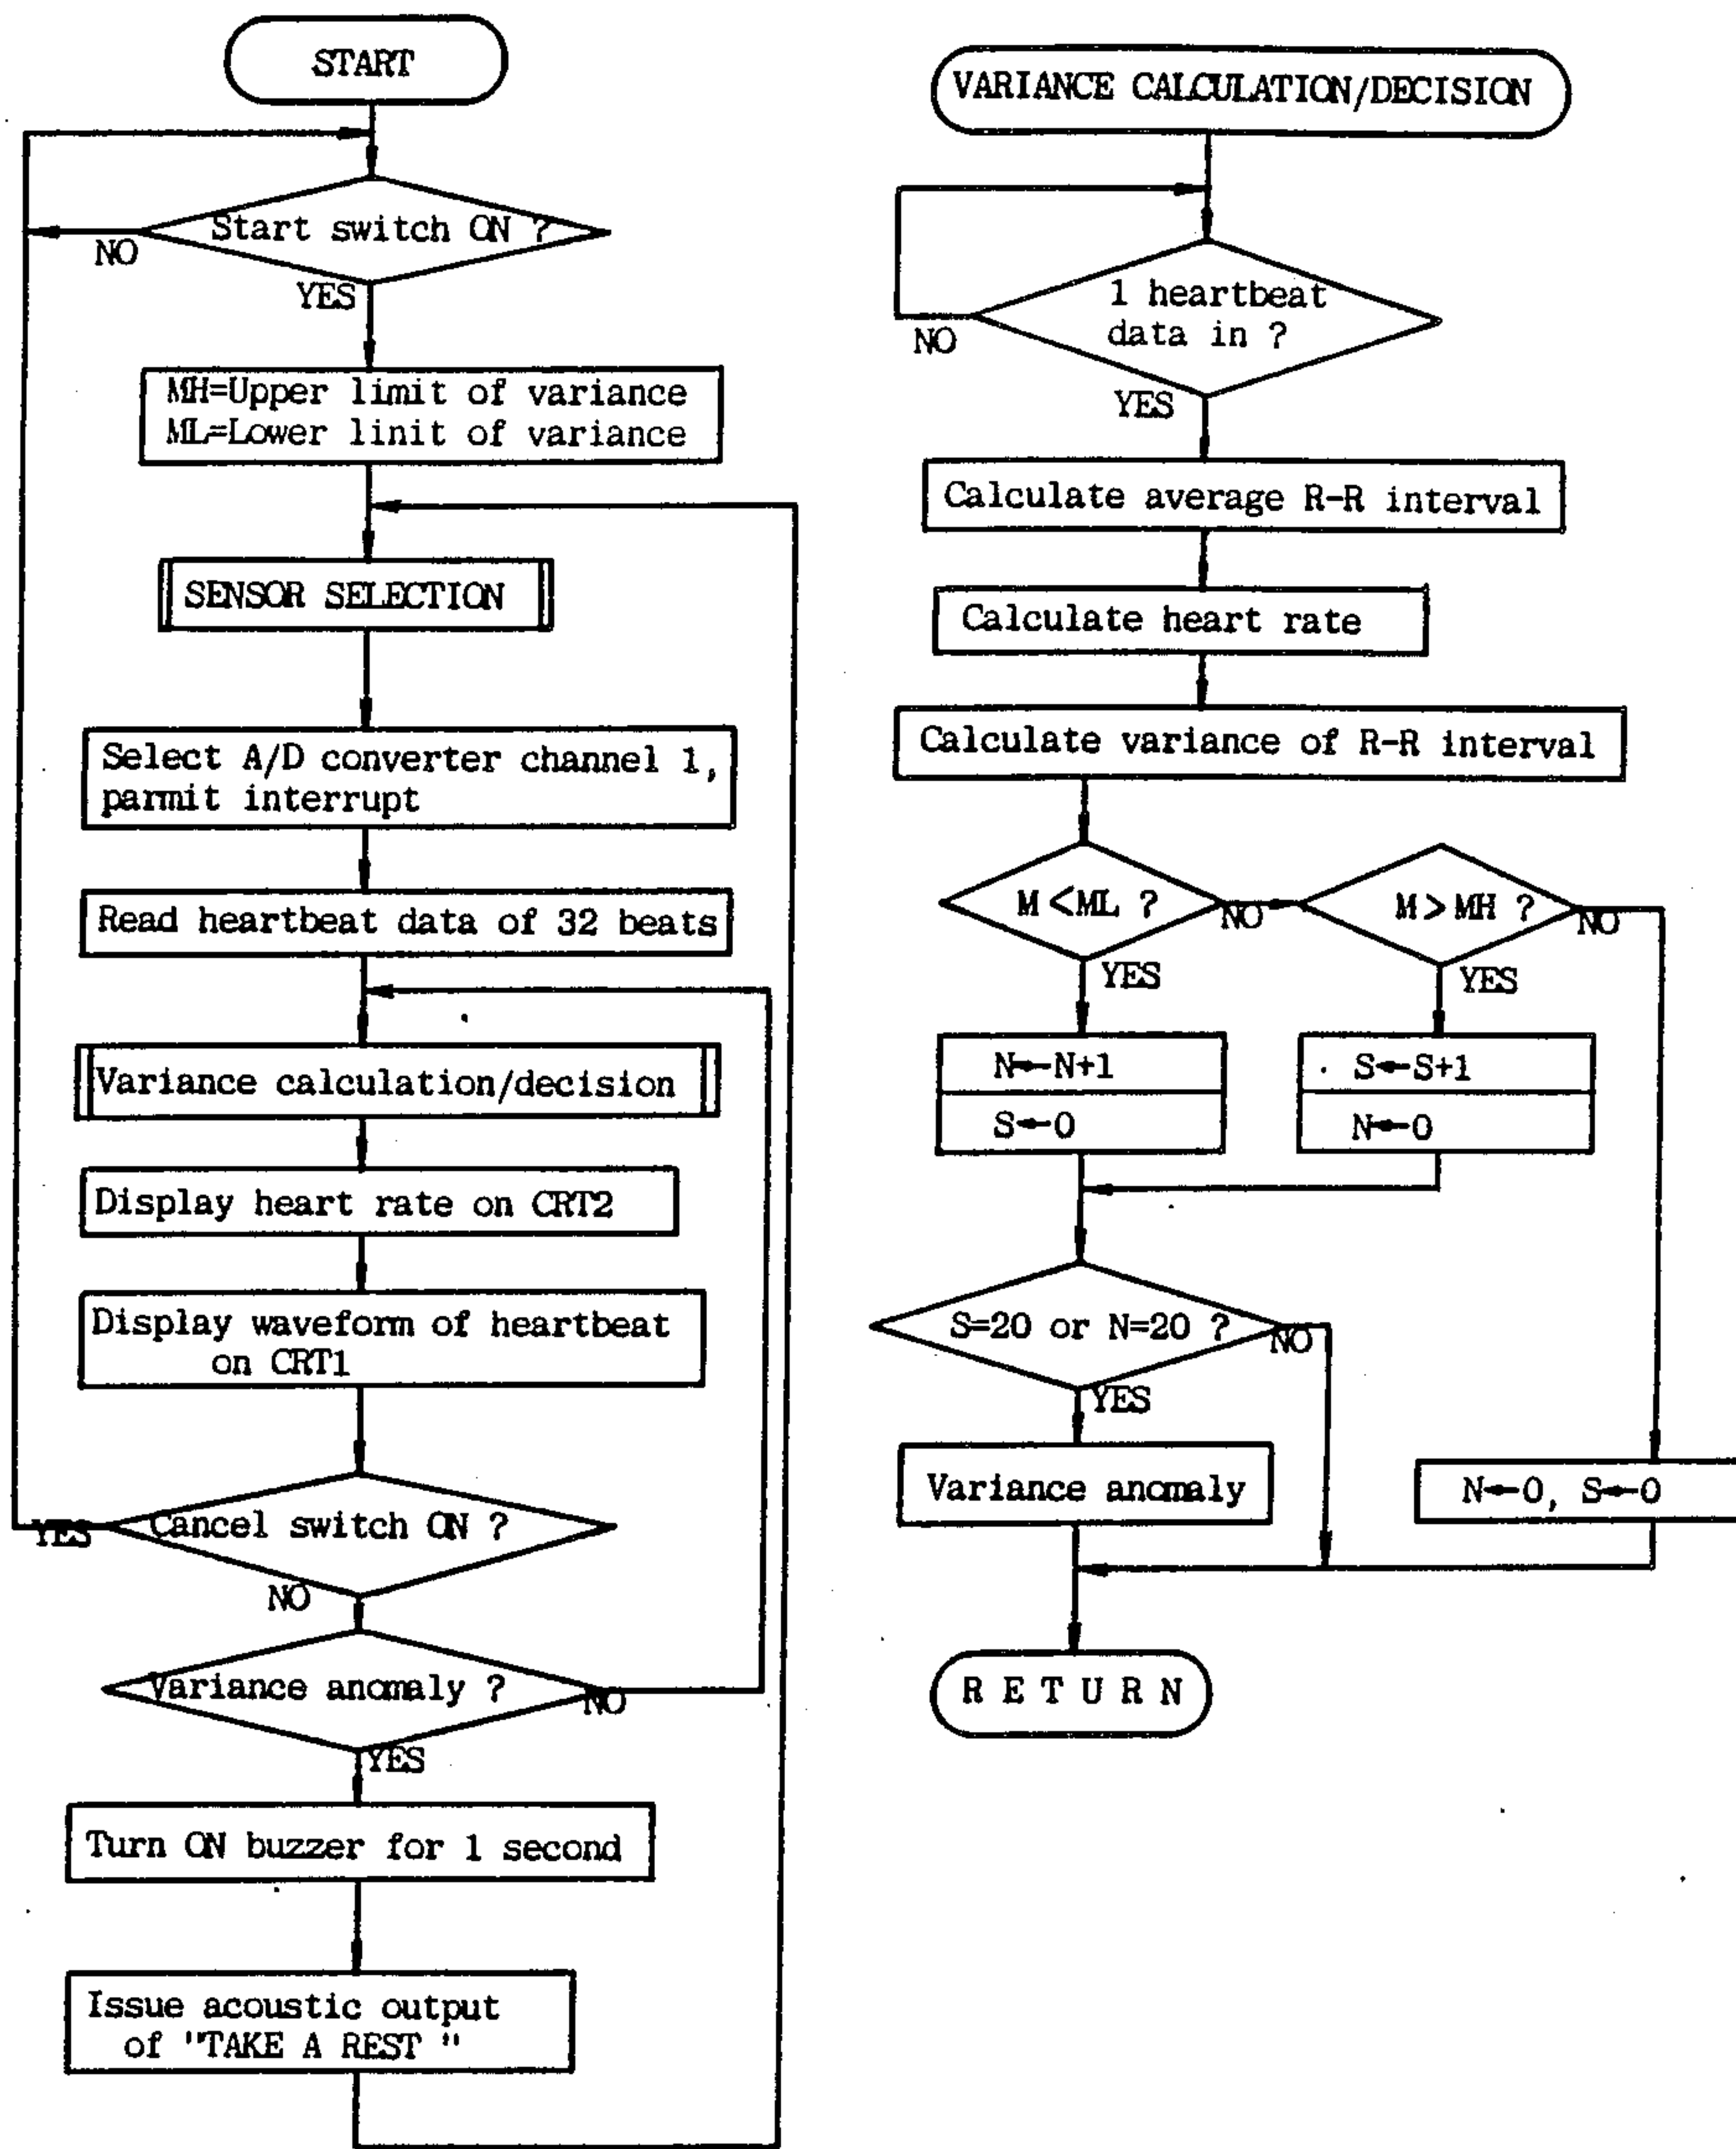 START
Start switch ON ?
NO
YES
MH=Upper limit of variance
ML=Lower linit of variance
SENSOR SELECTION
Select A/D converter channel 1,
parmit interrupt
Read heartbeat data of 32 beats
Variance calculation/decision
Display heart rate on CRT2
Display waveform of heartbeat
on CRT1
Cancel switch ON ?
YES
NO
Variance anomaly ?
NO
YES
Turn ON buzzer for 1 second
Issue acoustic output
of "TAKE A REST "
VARIANCE CALCULATION/DECISION
1 heartbeat
data in ?
NO
YES
Calculate average R-R interval
Calculate heart rate
Calculate variance of R-R interval
M<ML ?
NO
YES
M>MH ?
NO
YES
N←N+1
S←0
S←S+1
N←0
S=20 or N=20 ?
NO
YES
Variance anomaly
N←0, S←0
R E T U R N